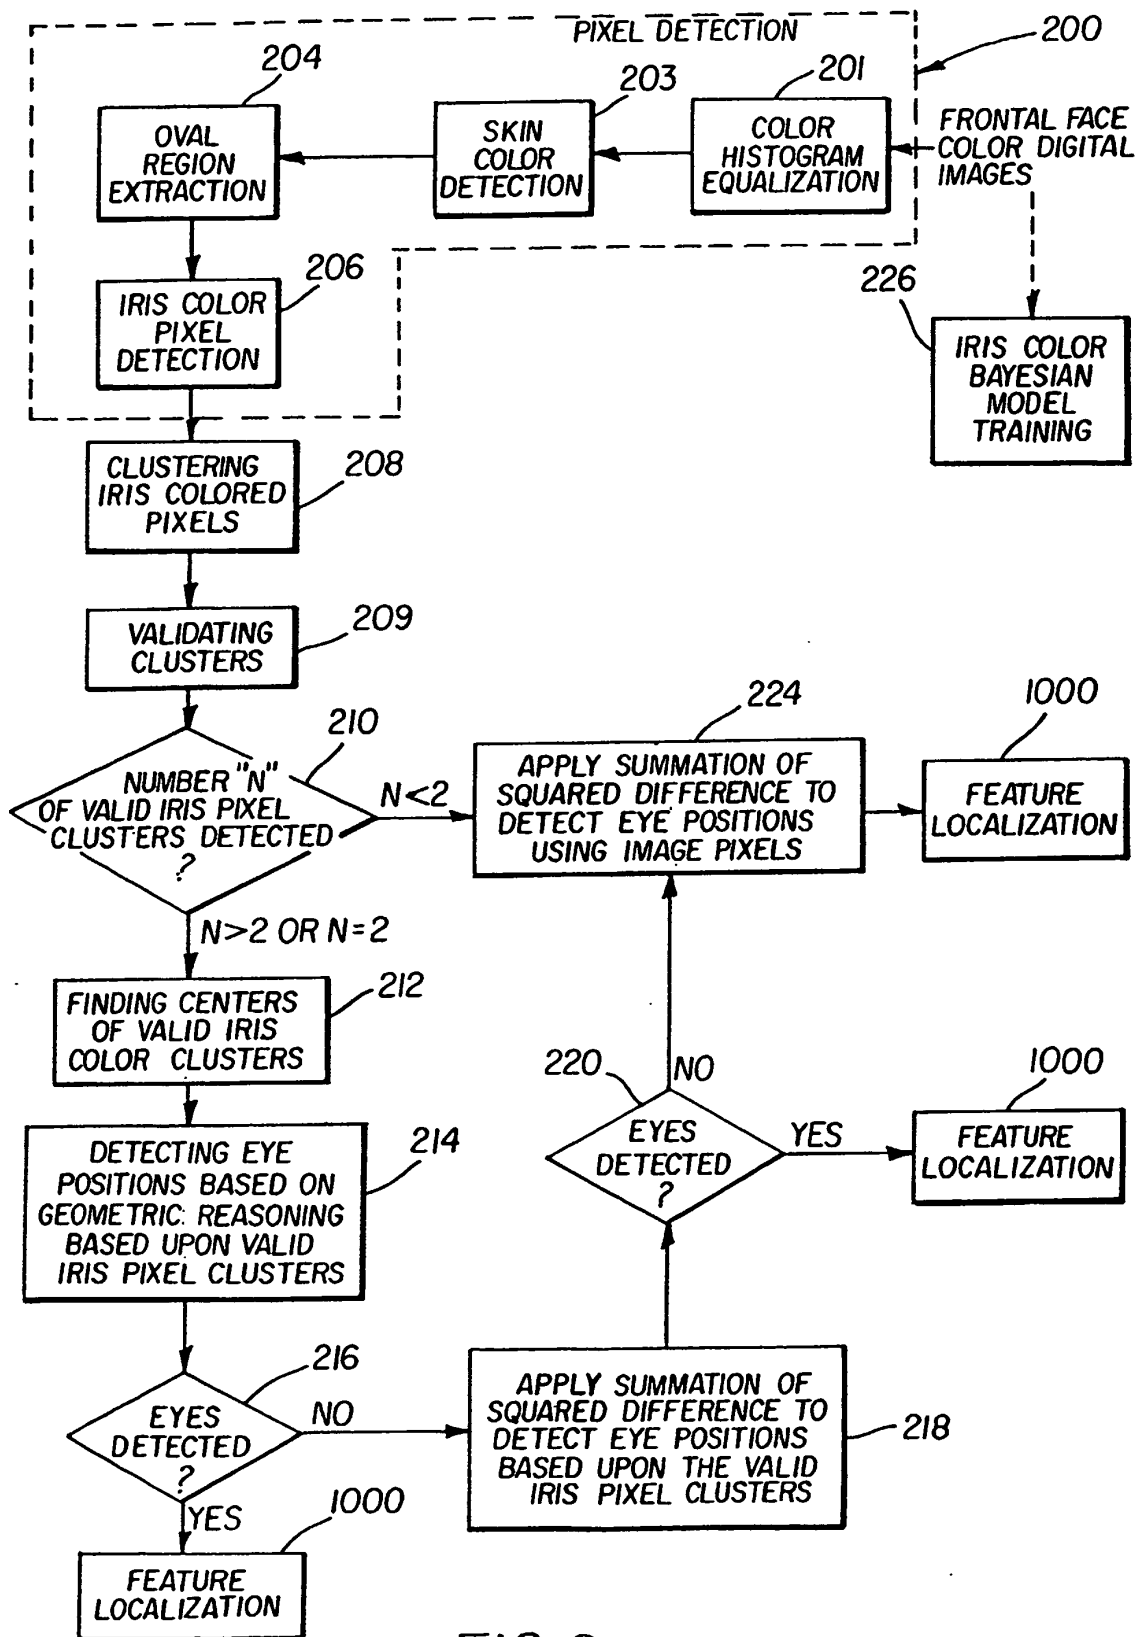 PIXEL DETECTION
200
204
203
201
OVAL
REGION
EXTRACTION
SKIN
COLOR
DETECTION
COLOR
HISTOGRAM
EQUALIZATION
FRONTAL FACE
COLOR DIGITAL
IMAGES
206
IRIS COLOR
PIXEL
DETECTION
226
IRIS COLOR
BAYESIAN
MODEL
TRAINING
CLUSTERING
IRIS COLORED
PIXELS
208
VALIDATING
CLUSTERS
209
210
NUMBER "N"
OF VALID IRIS PIXEL
CLUSTERS DETECTED
?
N<2
224
APPLY SUMMATION OF
SQUARED DIFFERENCE TO
DETECT EYE POSITIONS
USING IMAGE PIXELS
1000
FEATURE
LOCALIZATION
N>2 OR N=2
FINDING CENTERS
OF VALID IRIS
COLOR CLUSTERS
212
DETECTING EYE
POSITIONS BASED ON
GEOMETRIC: REASONING
BASED UPON VALID
IRIS PIXEL CLUSTERS
214
220
NO
EYES
DETECTED
?
YES
1000
FEATURE
LOCALIZATION
216
EYES
DETECTED
?
NO
APPLY SUMMATION OF
SQUARED DIFFERENCE TO
DETECT EYE POSITIONS
BASED UPON THE VALID
IRIS PIXEL CLUSTERS
218
YES
1000
FEATURE
LOCALIZATION